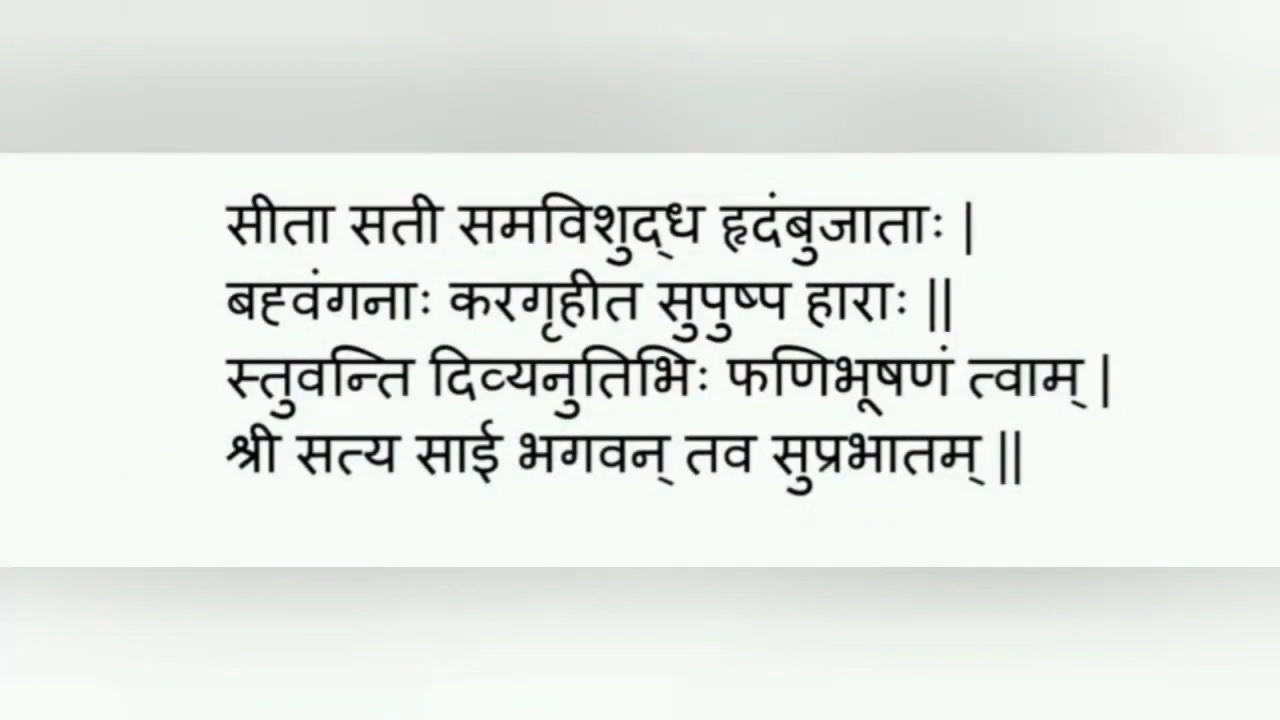 सीता सती समविशुद्ध हृदंबुजाताः |
बह्वंगनाः करगृहीत सुपुष्प हाराः ||
स्तुवन्ति दिव्यनुतिभिः फणिभूषणं त्वाम् |
श्री सत्य साई भगवन् तव सुप्रभातम् ||